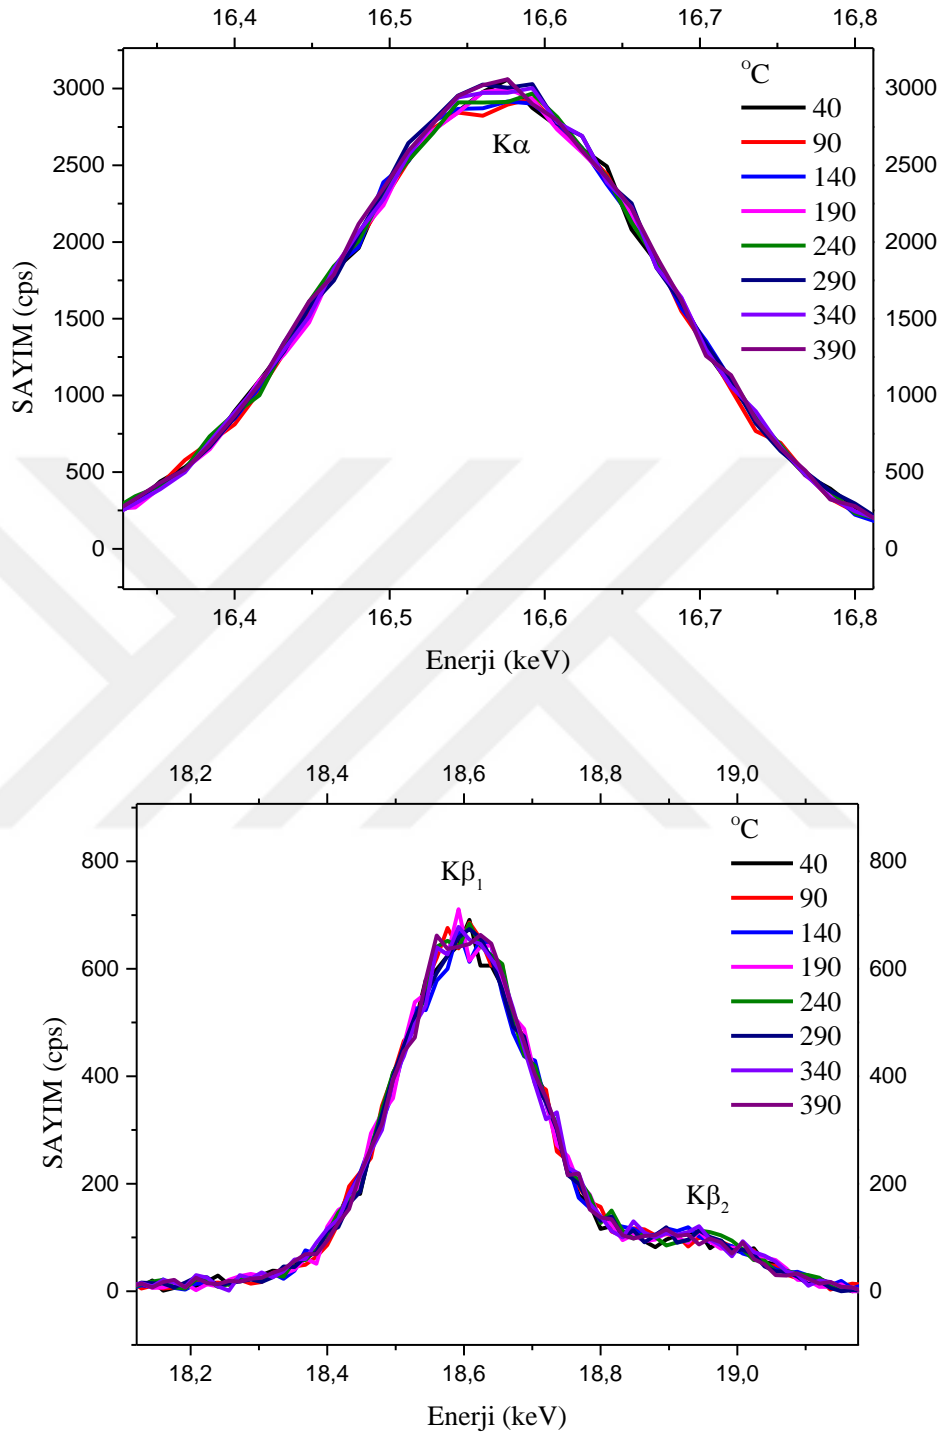 16,4 16,5 16,6 16,7 16,8
3000 3000
2500 2500
2000 2000
1500 1500
1000 1000
500 500
0 0
SAYIM (cps)
Kα
°C
40
90
140
190
240
290
340
390
16,4 16,5 16,6 16,7 16,8
Enerji (keV)
18,2 18,4 18,6 18,8 19,0
800 800
600 600
400 400
200 200
0 0
SAYIM (cps)
Kβ₁
Kβ₂
°C
40
90
140
190
240
290
340
390
18,2 18,4 18,6 18,8 19,0
Enerji (keV)